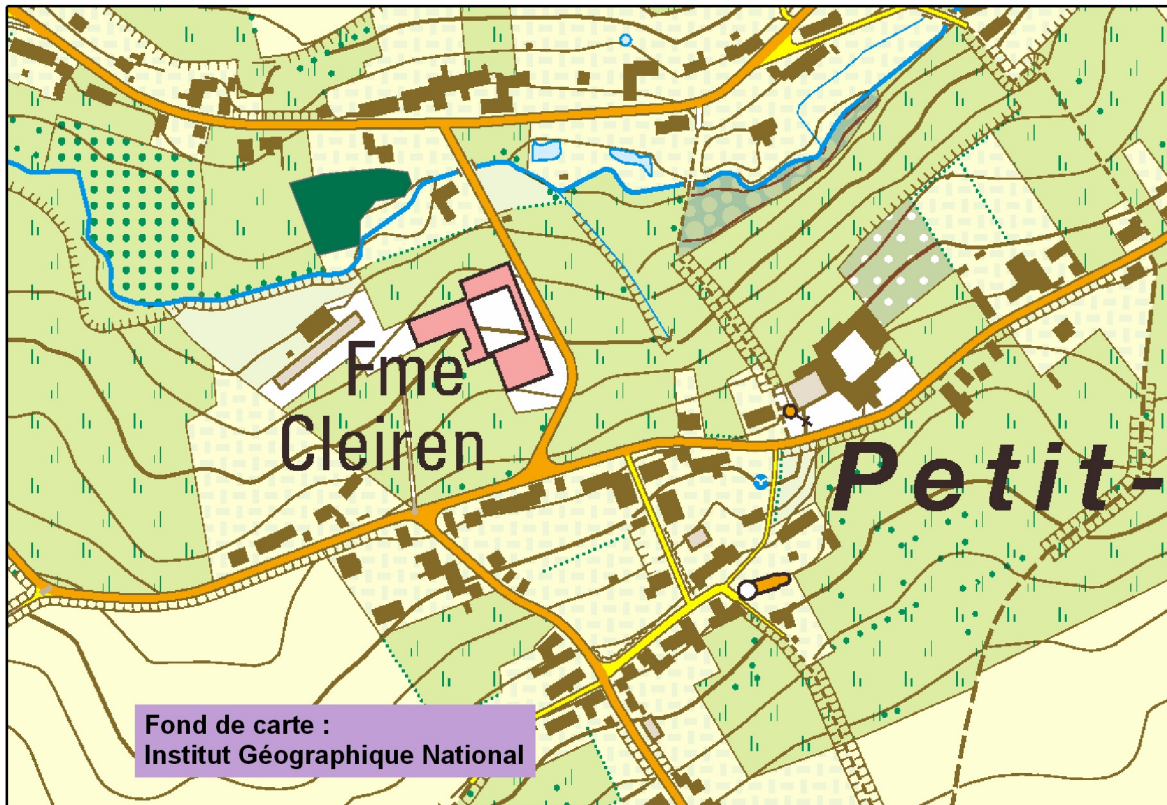 Fme
Cleiren
Petit-
Fond de carte :
Institut Géographique National